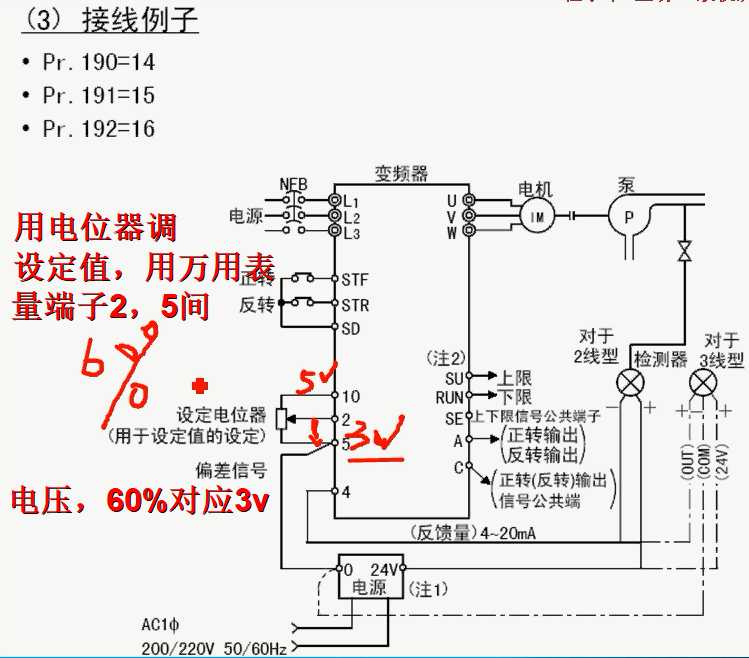 (3) 接线例子
• Pr.190=14
• Pr.191=15
• Pr.192=16
变频器
NFB
电源
L1
L2
L3
U
V
W
电机
IM
泵
P
用电位器调
设定值，用万用表
量端子2，5间
正转
STF
反转
STR
SD
60%
5v
10
设定电位器
2
(用于设定值的设定)
5
3v
偏差信号
电压，60%对应3v
4
(注2)
SU
上限
RUN
下限
SE
上下限信号公共端子
A
(正转输出)
(反转输出)
C
(正转(反转)输出)
信号公共端
对于
2线型
检测器
对于
3线型
− +
+ − +
(OUT)
(COM)
(24V)
(反馈量)4~20mA
0 24V
电源
(注1)
AC1ϕ
200/220V 50/60Hz